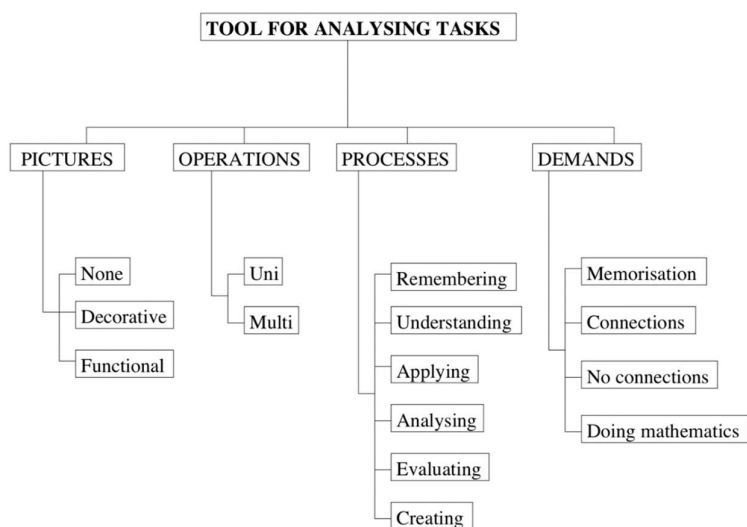 TOOL FOR ANALYSING TASKS
PICTURES
OPERATIONS
PROCESSES
DEMANDS
None
Decorative
Functional
Uni
Multi
Remembering
Understanding
Applying
Analysing
Evaluating
Creating
Memorisation
Connections
No connections
Doing mathematics